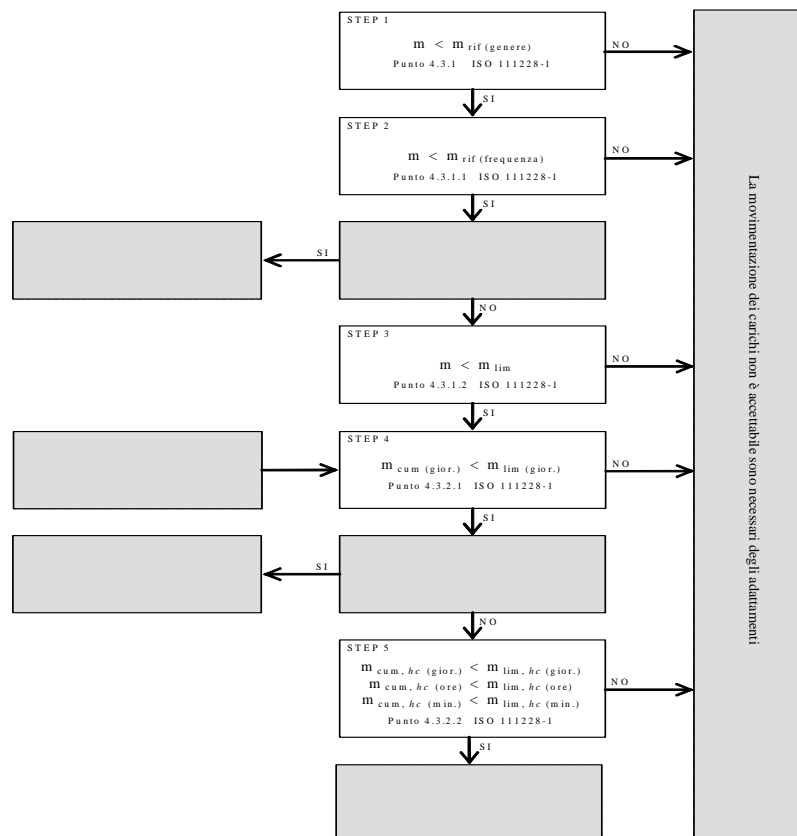 STEP 1
m < m rif (genere)
Punto 4.3.1 ISO 111228-1
NO
SI
STEP 2
m < m rif (frequenza)
Punto 4.3.1.1 ISO 111228-1
NO
SI
SI
NO
STEP 3
m < m lim
Punto 4.3.1.2 ISO 111228-1
NO
SI
STEP 4
m cum (gior.) < m lim (gior.)
Punto 4.3.2.1 ISO 111228-1
NO
SI
SI
NO
STEP 5
m cum, hc (gior.) < m lim, hc (gior.)
m cum, hc (ore) < m lim, hc (ore)
m cum, hc (min.) < m lim, hc (min.)
Punto 4.3.2.2 ISO 111228-1
NO
SI
La movimentazione dei carichi non è accettabile sono necessari degli adattamenti